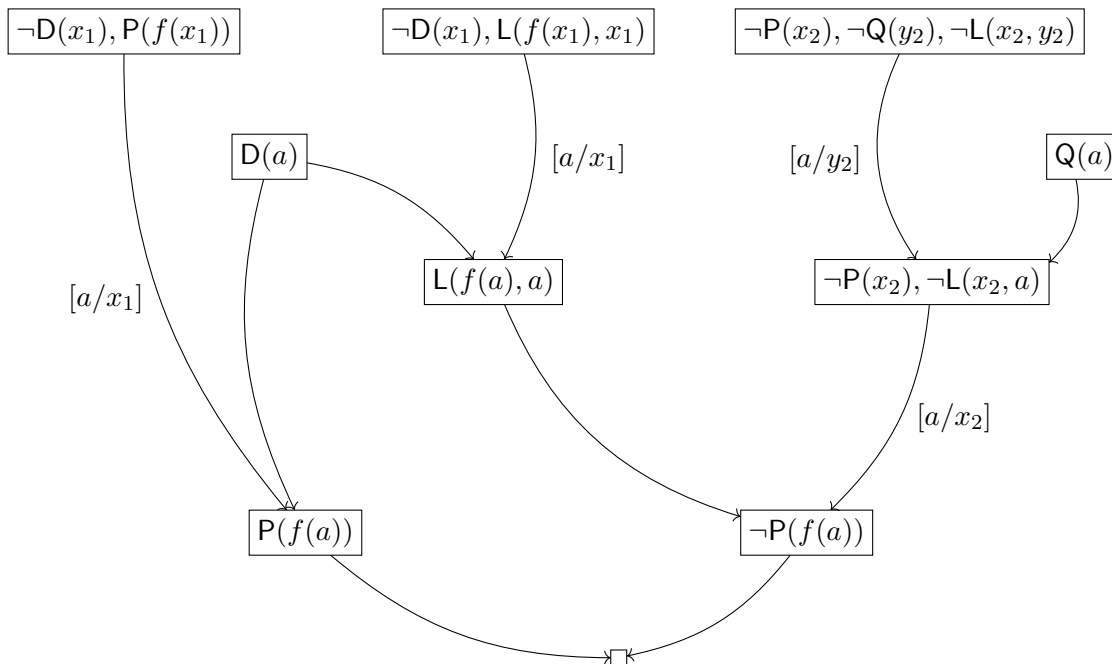 ¬D(x₁), P(f(x₁))
¬D(x₁), L(f(x₁), x₁)
¬P(x₂), ¬Q(y₂), ¬L(x₂, y₂)
D(a)
[a/x₁]
[a/y₂]
Q(a)
L(f(a), a)
¬P(x₂), ¬L(x₂, a)
[a/x₁]
[a/x₂]
P(f(a))
¬P(f(a))